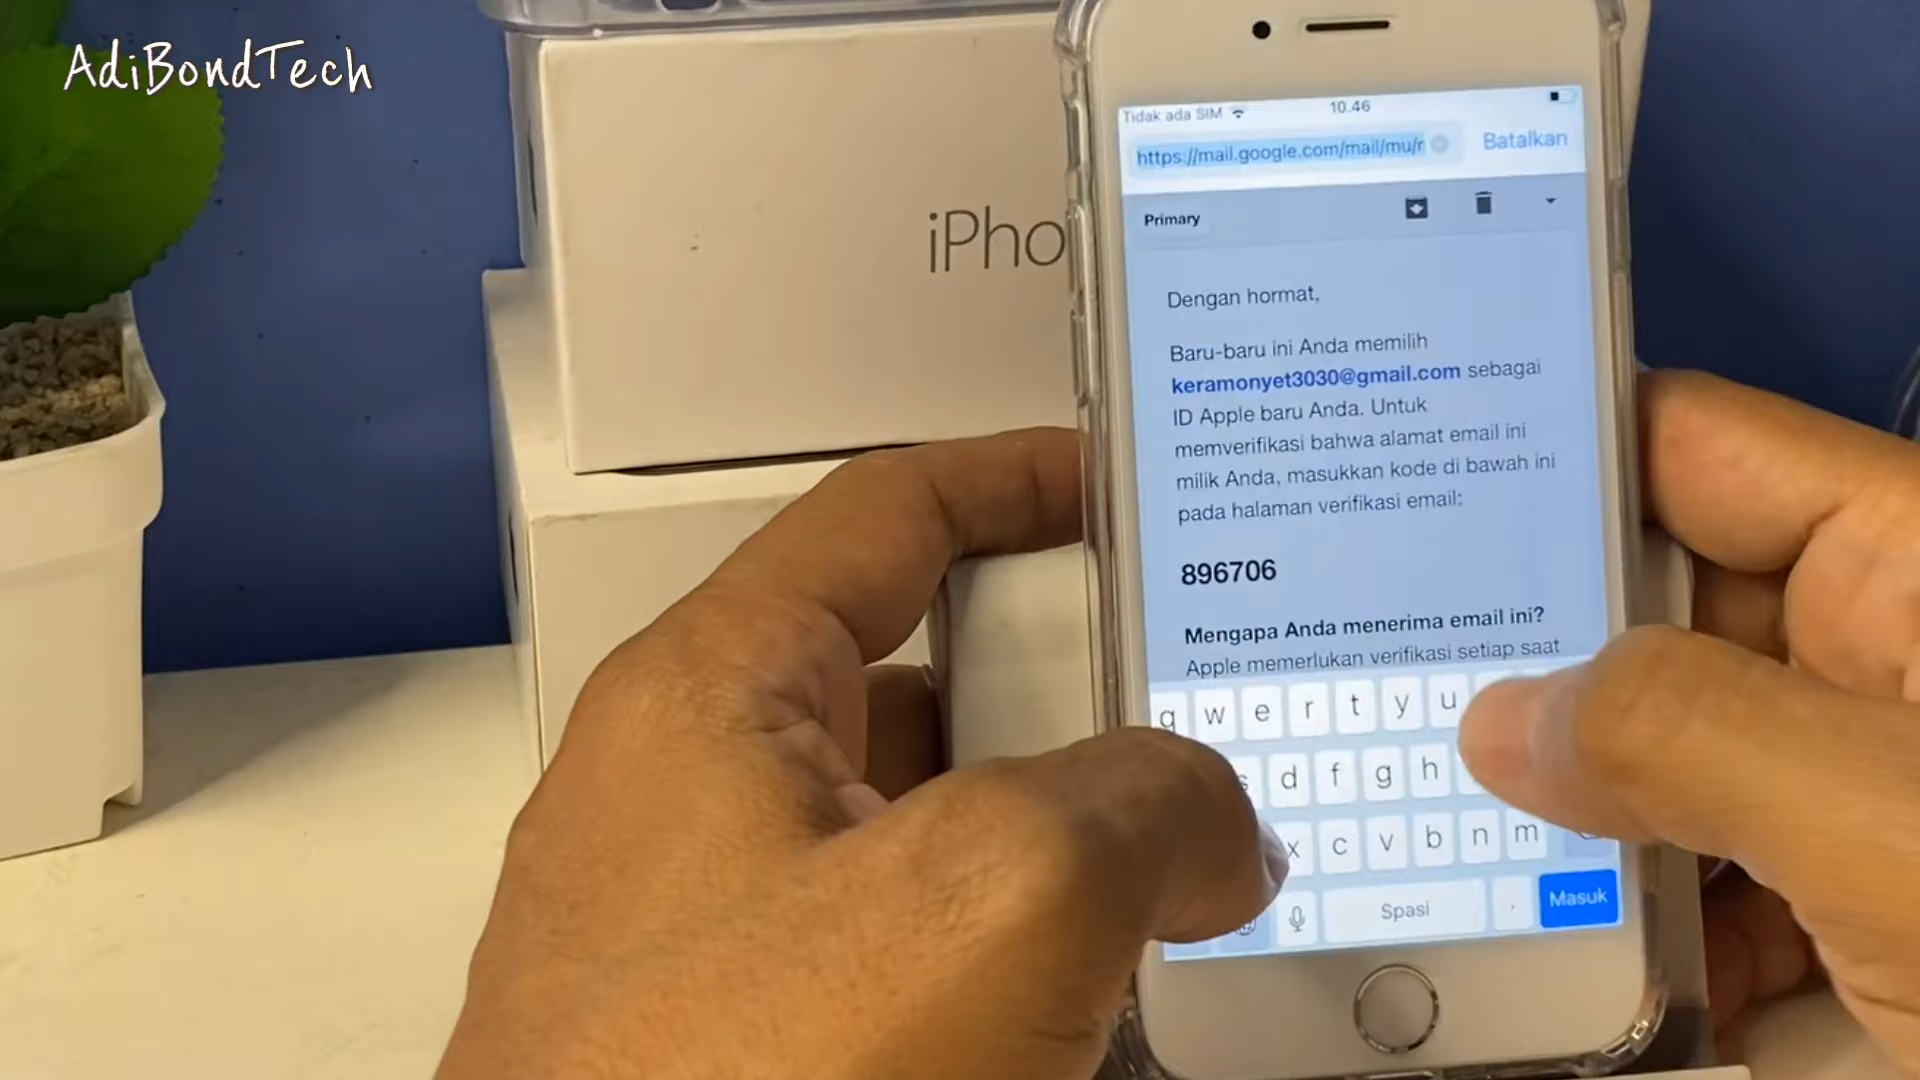 AdiBondTech
iPho
Tidak ada SIM 10.46
https://mail.google.com/mail/mu/r Batalkan
Primary
Dengan hormat,
Baru-baru ini Anda memilih
keramonyet3030@gmail.com sebagai
ID Apple baru Anda. Untuk
memverifikasi bahwa alamat email ini
milik Anda, masukkan kode di bawah ini
pada halaman verifikasi email:
896706
Mengapa Anda menerima email ini?
Apple memerlukan verifikasi setiap saat
q w e r t y u
s d f g h
x c v b n m
Spasi . Masuk